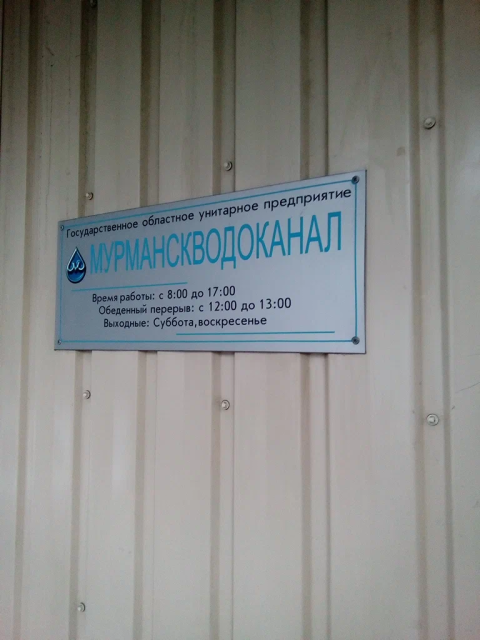 Государственное областное унитарное предприятие
МУРМАНСКВОДОКАНАЛ
Время работы: с 8:00 до 17:00
Обеденный перерыв: с 12:00 до 13:00
Выходные: Суббота,воскресенье